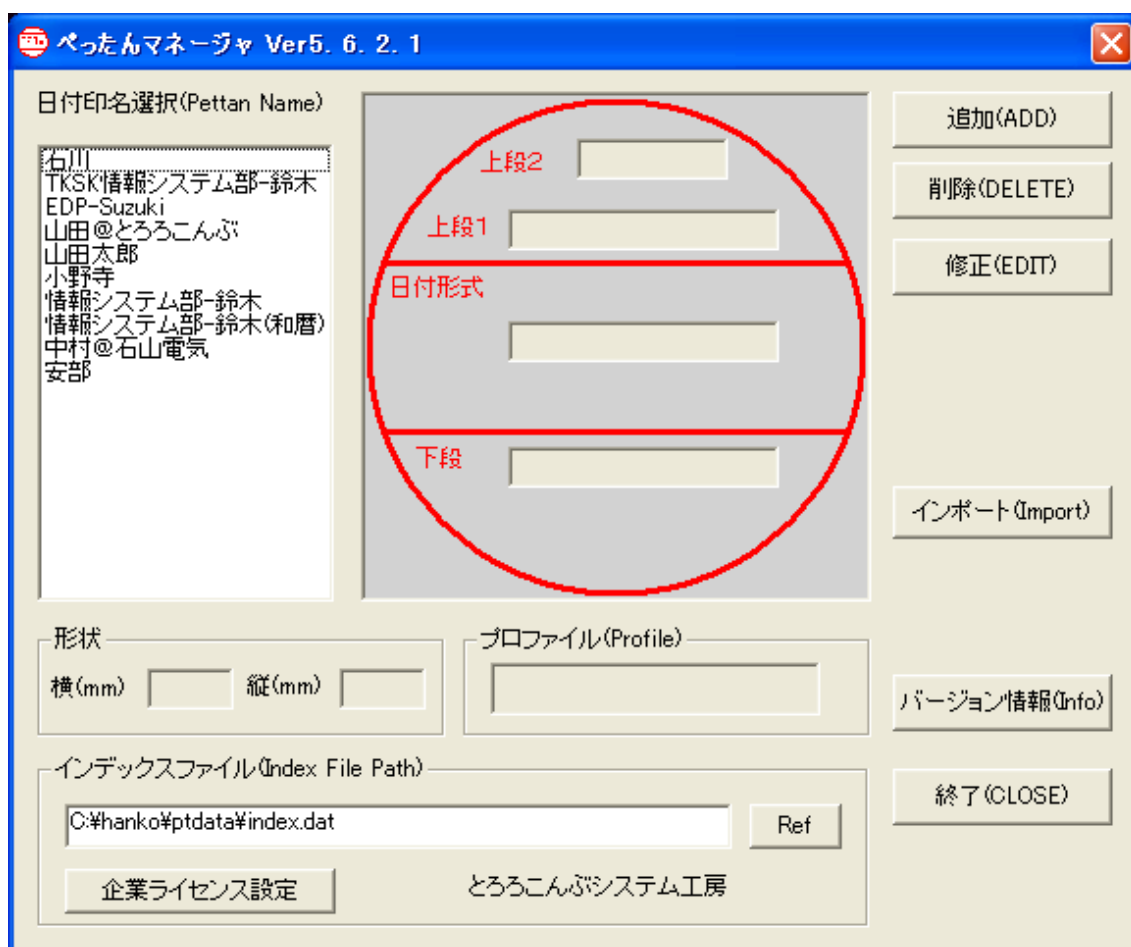 ぺったんマネージャ Ver5. 6. 2. 1
日付印名選択(Pettan Name)
石川
TKSK情報システム部-鈴木
EDP-Suzuki
山田@とろろこんぶ
山田太郎
小野寺
情報システム部-鈴木
情報システム部-鈴木(和暦)
中村@石山電気
安部
上段2
上段1
日付形式
下段
追加(ADD)
削除(DELETE)
修正(EDIT)
インポート(Import)
形状
横(mm)
縦(mm)
プロファイル(Profile)
バージョン情報(Info)
インデックスファイル(Index File Path)
C:¥hanko¥ptdata¥index.dat
Ref
終了(CLOSE)
企業ライセンス設定
とろろこんぶシステム工房